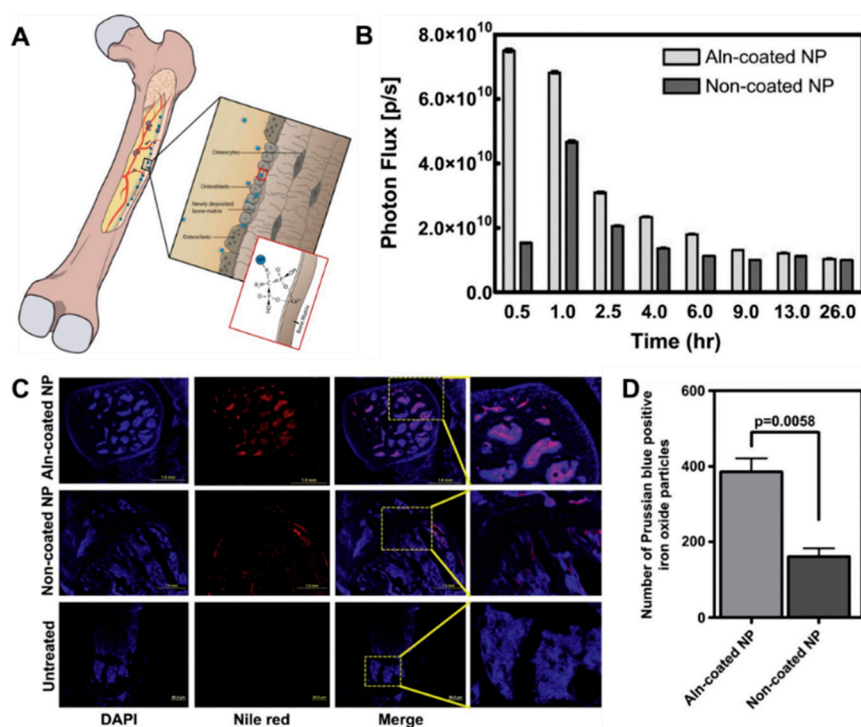 A
Osteocytes
Osteoblasts
Newly deposited
bone matrix
Osteoclasts
Bone Matrix
B
Photon Flux [p/s]
8.0×10¹⁰
6.0×10¹⁰
4.0×10¹⁰
2.0×10¹⁰
0.0
Aln-coated NP
Non-coated NP
0.5 1.0 2.5 4.0 6.0 9.0 13.0 26.0
Time (hr)
C
Aln-coated NP
Non-coated NP
Untreated
DAPI
Nile red
Merge
D
Number of Prussian blue positive
iron oxide particles
600
400
200
0
p=0.0058
Aln-coated NP
Non-coated NP